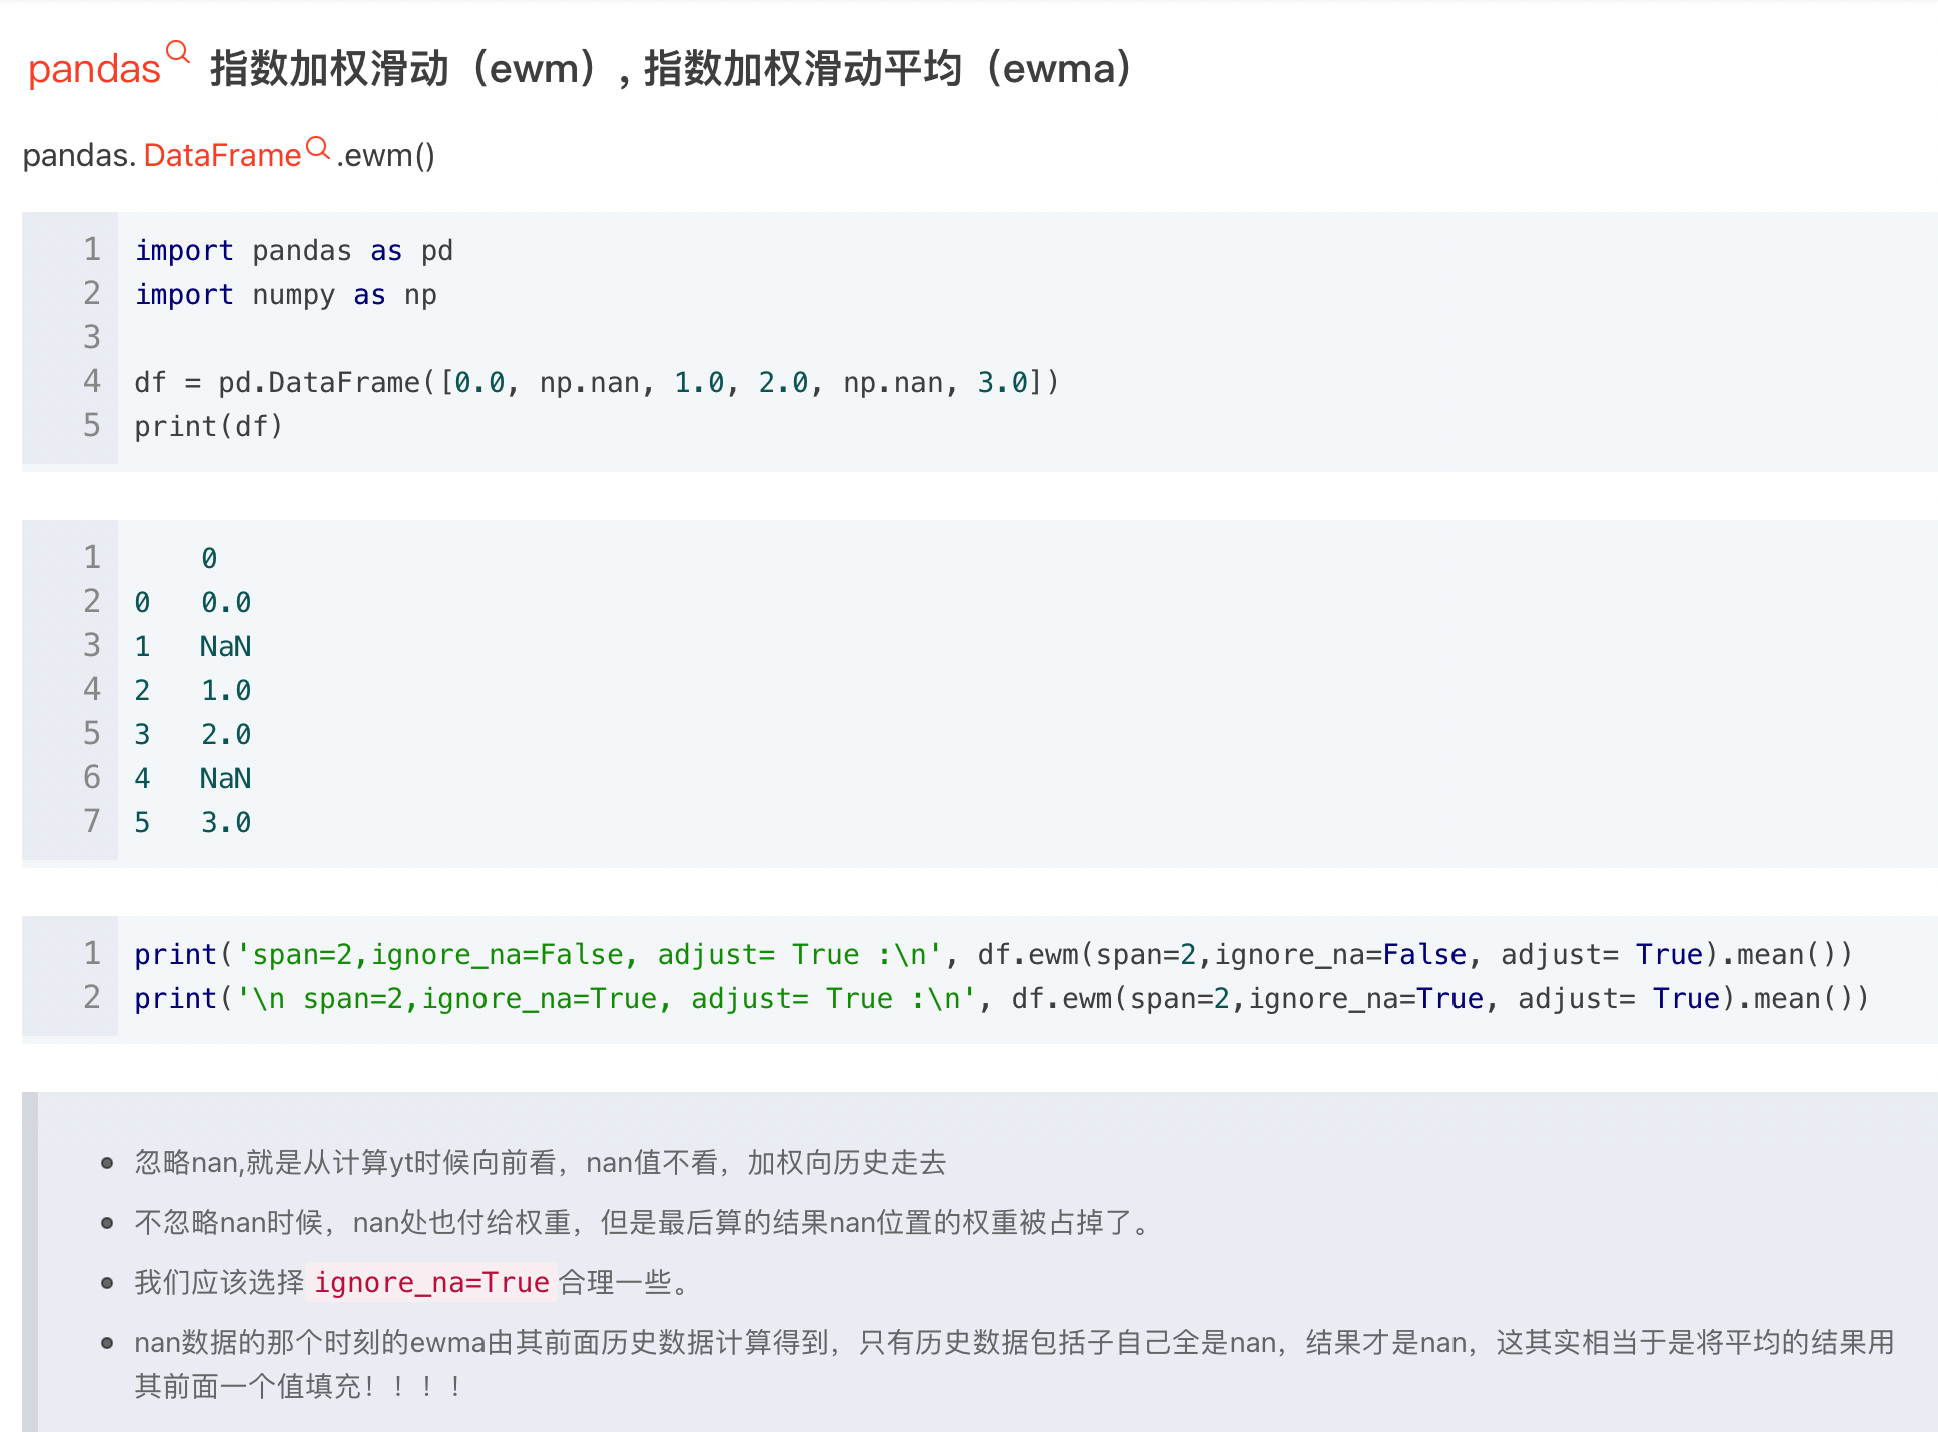 pandas 指数加权滑动（ewm）, 指数加权滑动平均（ewma）
pandas. DataFrame .ewm()
1 import pandas as pd
2 import numpy as np
3
4 df = pd.DataFrame([0.0, np.nan, 1.0, 2.0, np.nan, 3.0])
5 print(df)
1     0
2 0   0.0
3 1   NaN
4 2   1.0
5 3   2.0
6 4   NaN
7 5   3.0
1 print('span=2,ignore_na=False, adjust= True :\n', df.ewm(span=2,ignore_na=False, adjust= True).mean())
2 print('\n span=2,ignore_na=True, adjust= True :\n', df.ewm(span=2,ignore_na=True, adjust= True).mean())
忽略nan,就是从计算yt时候向前看，nan值不看，加权向历史走去
不忽略nan时候，nan处也付给权重，但是最后算的结果nan位置的权重被占掉了。
我们应该选择 ignore_na=True 合理一些。
nan数据的那个时刻的ewma由其前面历史数据计算得到，只有历史数据包括子自己全是nan，结果才是nan，这其实相当于是将平均的结果用
其前面一个值填充！！！！